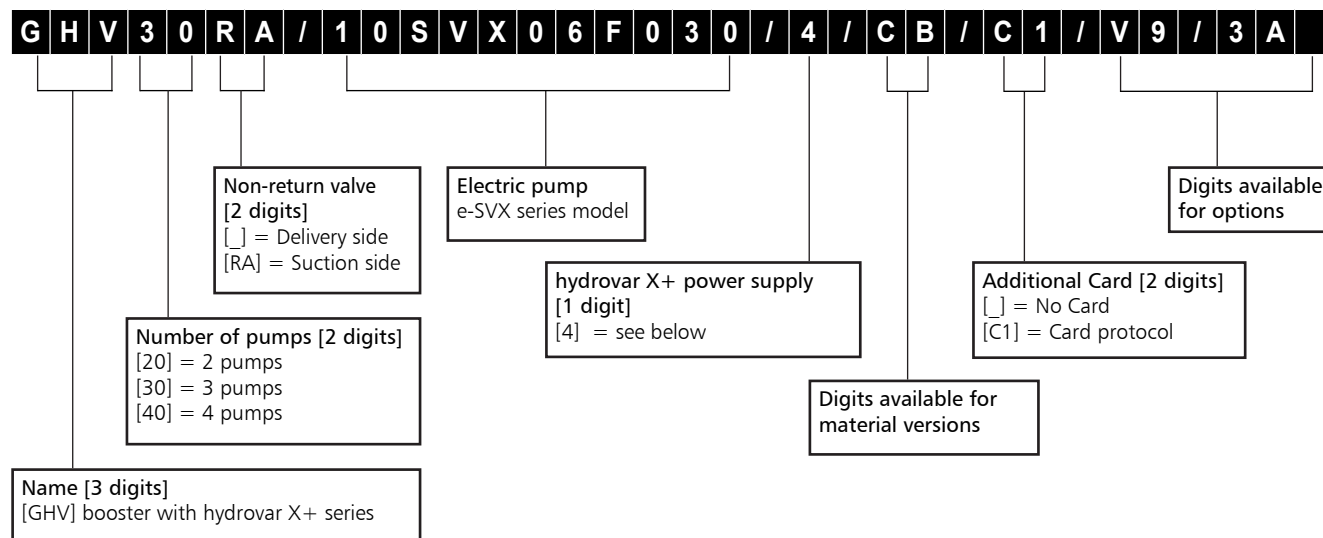 GHV30RA/10SVX06F030/4/CB/C1/V9/3A
Non-return valve
[2 digits]
[_] = Delivery side
[RA] = Suction side
Electric pump
e-SVX series model
Digits available
for options
hydrovar X+ power supply
[1 digit]
[4] = see below
Additional Card [2 digits]
[_] = No Card
[C1] = Card protocol
Number of pumps [2 digits]
[20] = 2 pumps
[30] = 3 pumps
[40] = 4 pumps
Digits available for
material versions
Name [3 digits]
[GHV] booster with hydrovar X+ series